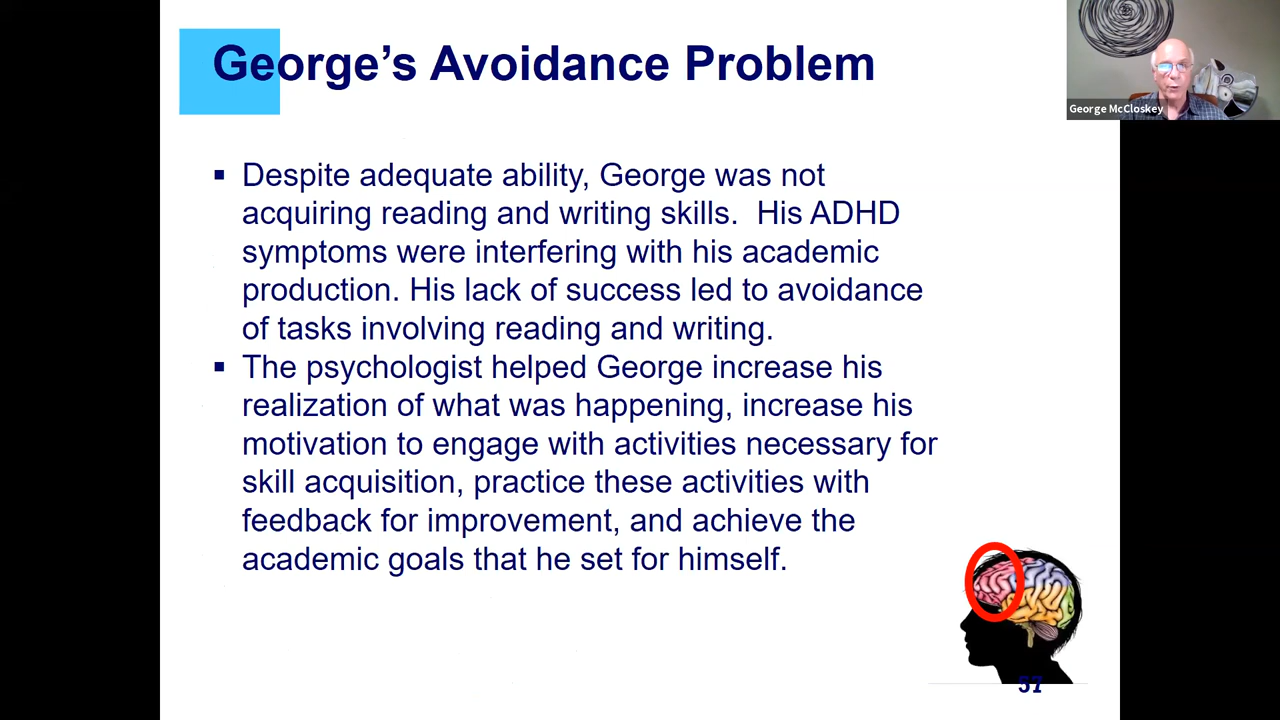 George's Avoidance Problem
George McCloskey
▪ Despite adequate ability, George was not
acquiring reading and writing skills.  His ADHD
symptoms were interfering with his academic
production. His lack of success led to avoidance
of tasks involving reading and writing.
▪ The psychologist helped George increase his
realization of what was happening, increase his
motivation to engage with activities necessary for
skill acquisition, practice these activities with
feedback for improvement, and achieve the
academic goals that he set for himself.
57